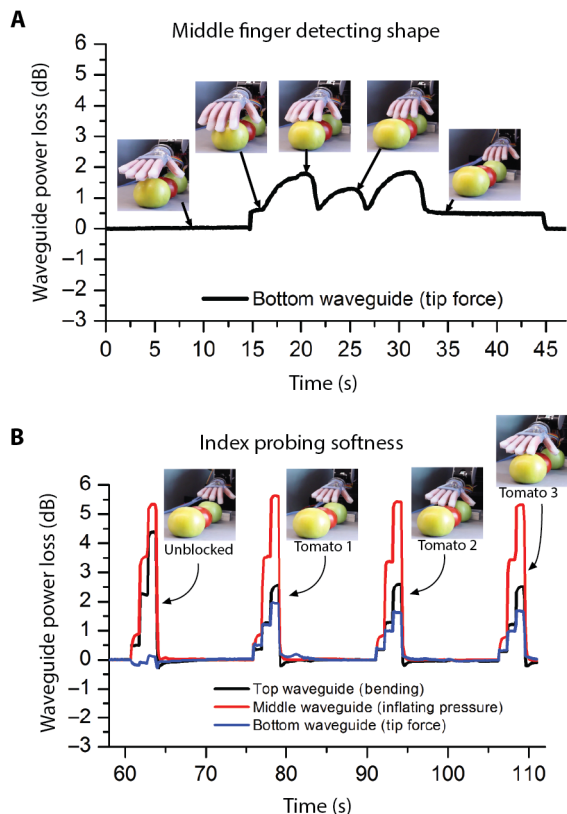 A
Middle finger detecting shape
Waveguide power loss (dB)
6
5
4
3
2
1
0
−1
−2
−3
Bottom waveguide (tip force)
0 5 10 15 20 25 30 35 40 45
Time (s)
B
Index probing softness
Waveguide power loss (dB)
6
5
4
3
2
1
0
−1
−2
−3
Unblocked
Tomato 1
Tomato 2
Tomato 3
Top waveguide (bending)
Middle waveguide (inflating pressure)
Bottom waveguide (tip force)
60 70 80 90 100 110
Time (s)